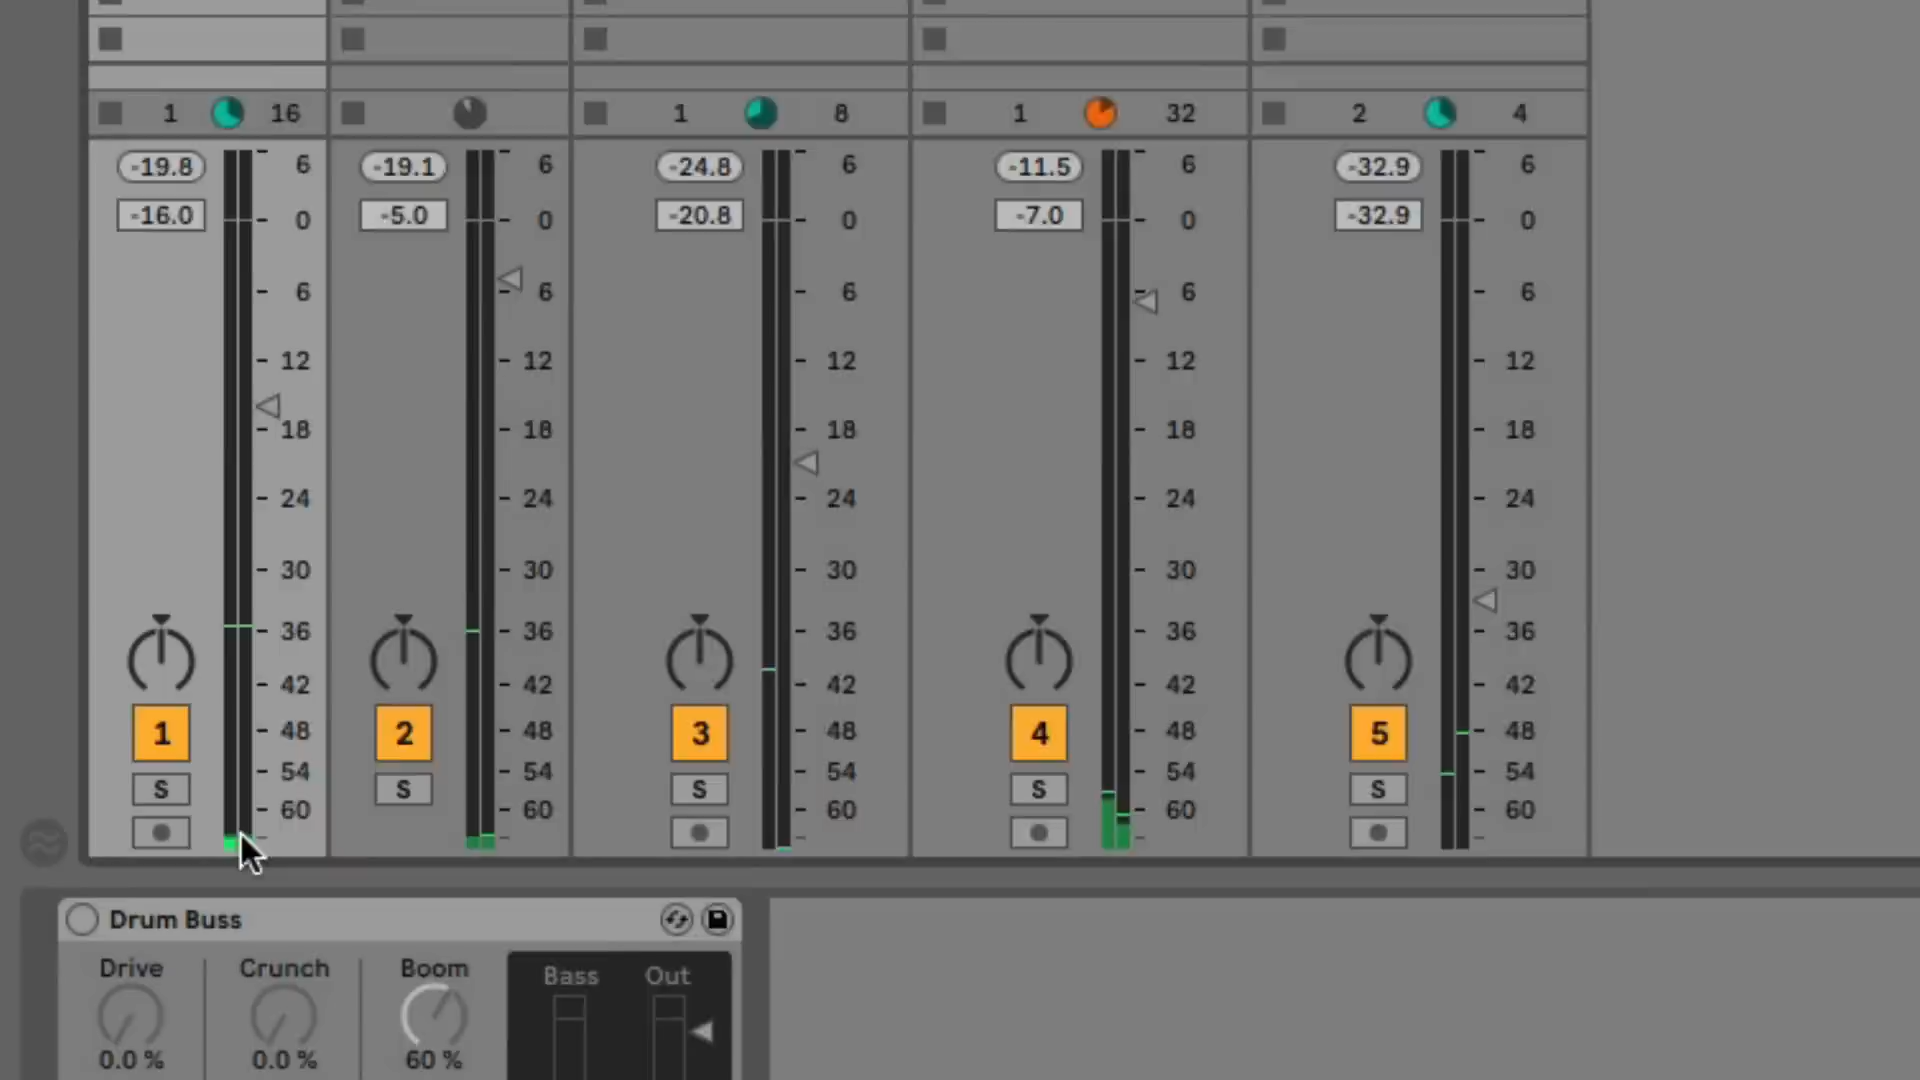 1 16 1 8 1 32 2 4
-19.8 6 -19.1 6 -24.8 6 -11.5 6 -32.9 6
-16.0 0 -5.0 0 -20.8 0 -7.0 0 -32.9 0
6 6 6 6 6
12 12 12 12 12
18 18 18 18 18
24 24 24 24 24
30 30 30 30 30
36 36 36 36 36
42 42 42 42 42
1 48 2 48 3 48 4 48 5 48
54 54 54 54 54
S 60 S 60 S 60 S 60 S 60
Drum Buss
Drive Crunch Boom Bass Out
0.0 % 0.0 % 60 %